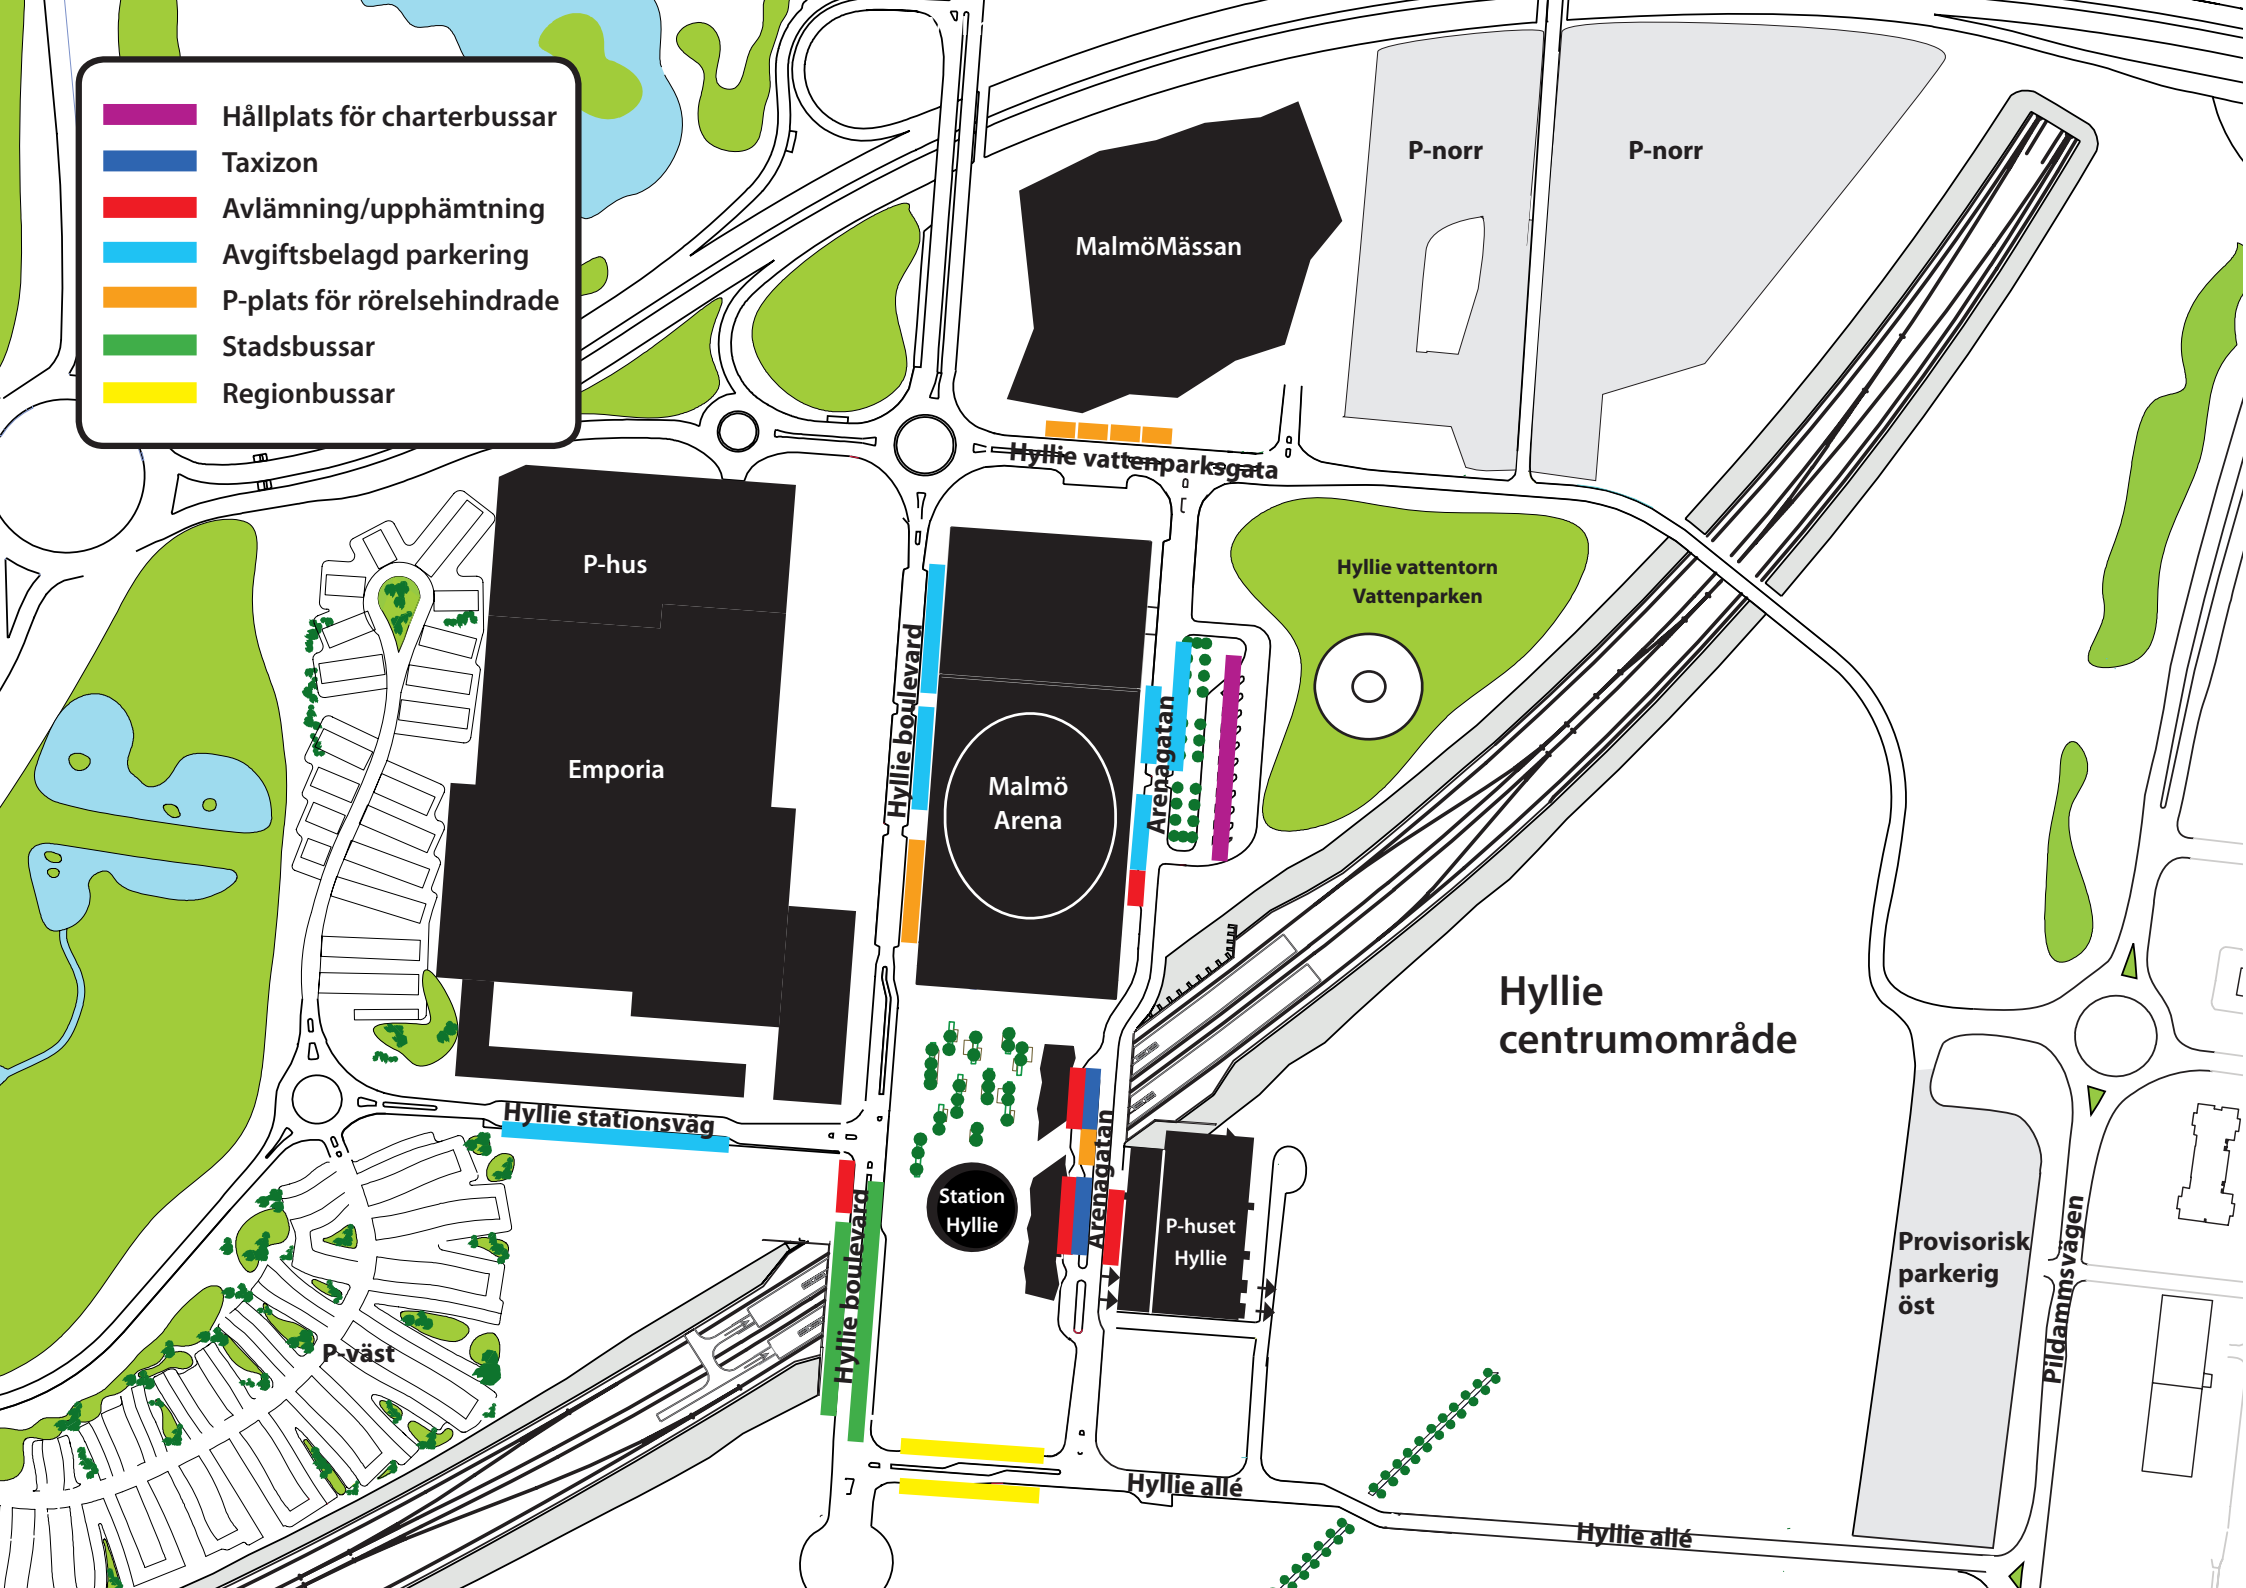 Hållplats för charterbussar
Taxizon
Avlämning/upphämtning
Avgiftsbelagd parkering
P-plats för rörelsehindrade
Stadsbussar
Regionbussar
P-norr
P-norr
MalmöMässan
Hyllie vattenparksgata
P-hus
Hyllie vattentorn
Vattenparken
Hyllie boulevard
Arenagatan
Emporia
Malmö
Arena
Hyllie
centrumområde
Hyllie stationsväg
Arenagatan
Station
Hyllie
P-huset
Hyllie
Hyllie boulevard
Provisorisk
parkerig
öst
Pildammsvägen
P-väst
Hyllie allé
Hyllie allé